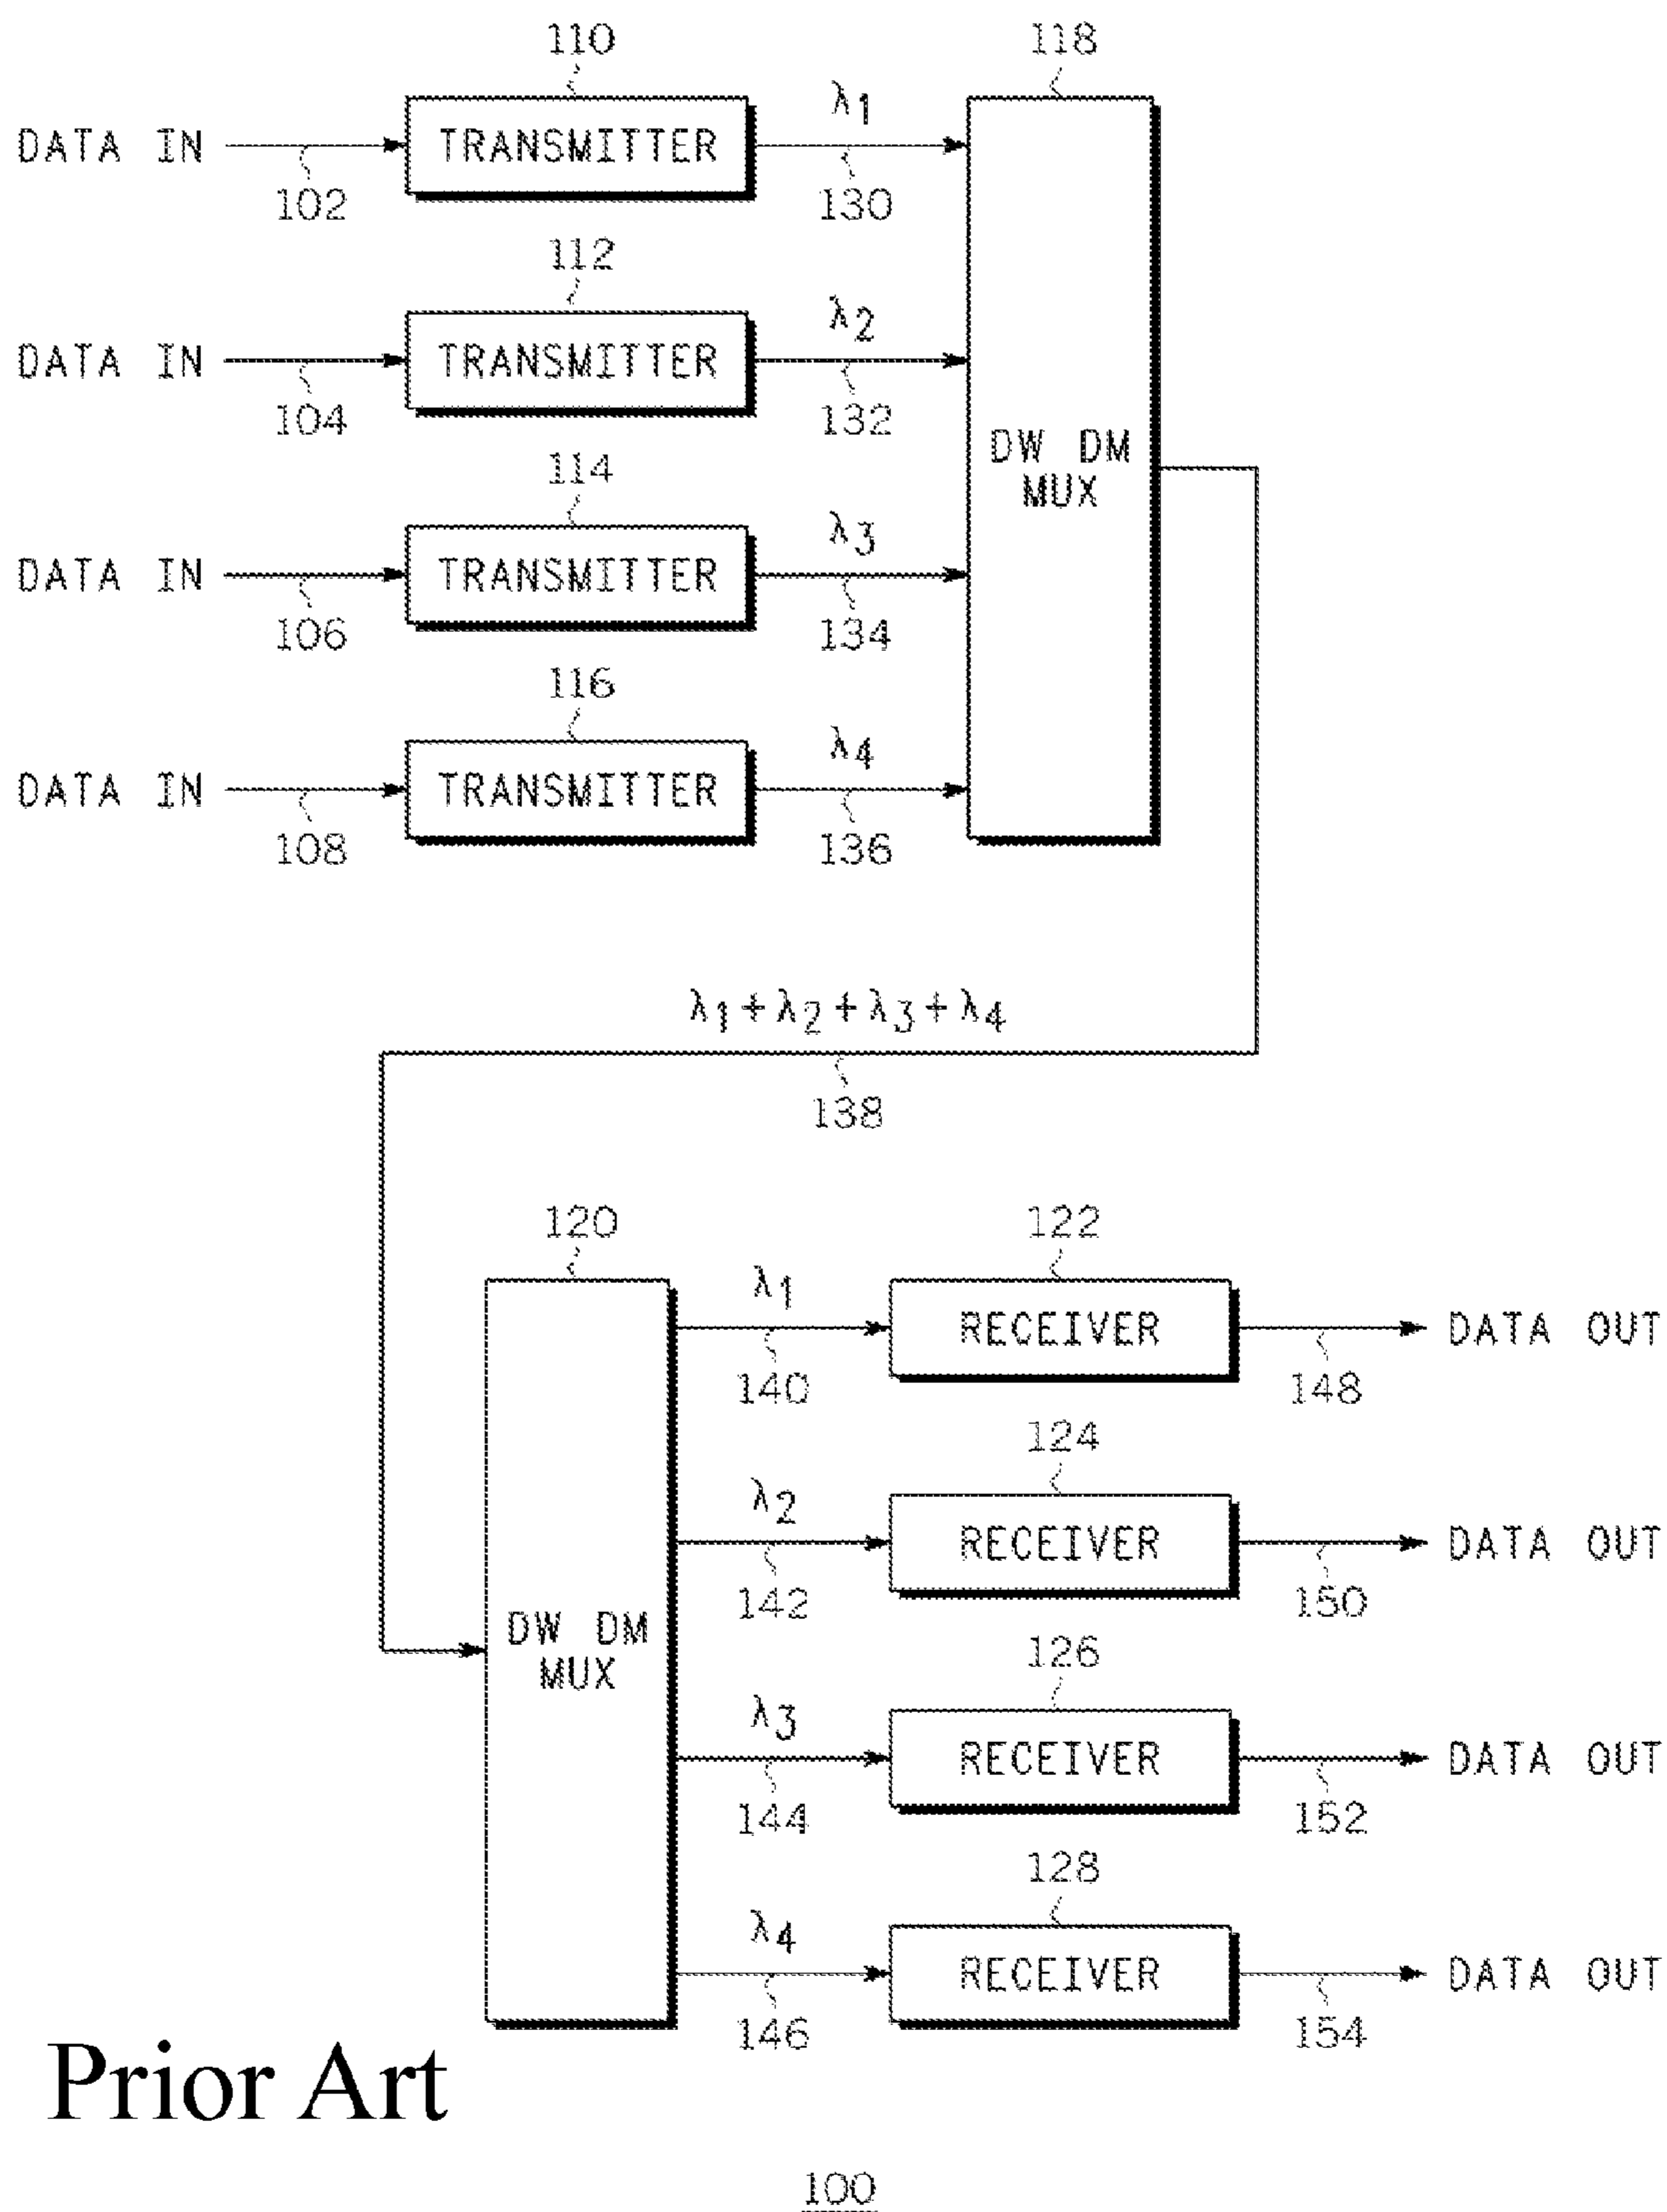 110 118
λ1
DATA IN TRANSMITTER
102 130
112
λ2
DATA IN TRANSMITTER
104 132
DW DM
MUX
114
λ3
DATA IN TRANSMITTER
106 134
116
λ4
DATA IN TRANSMITTER
108 136
λ1 + λ2 + λ3 + λ4
138
120 122
λ1
RECEIVER DATA OUT
140 148
124
λ2
RECEIVER DATA OUT
142 150
DW DM
MUX
126
λ3
RECEIVER DATA OUT
144 152
128
λ4
RECEIVER DATA OUT
146 154
Prior Art
100